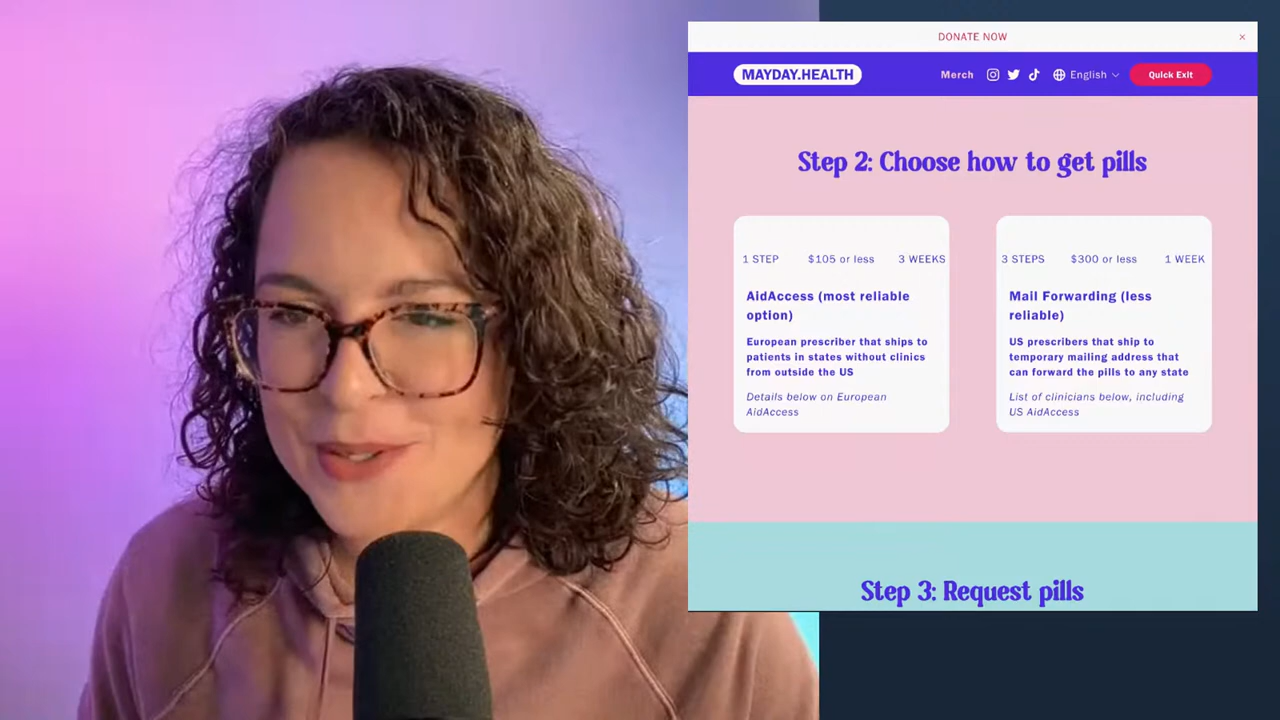 DONATE NOW
×
MAYDAY.HEALTH
Merch
English
Quick Exit
Step 2: Choose how to get pills
1 STEP $105 or less 3 WEEKS
AidAccess (most reliable
option)
European prescriber that ships to
patients in states without clinics
from outside the US
Details below on European
AidAccess
3 STEPS $300 or less 1 WEEK
Mail Forwarding (less
reliable)
US prescribers that ship to
temporary mailing address that
can forward the pills to any state
List of clinicians below, including
US AidAccess
Step 3: Request pills